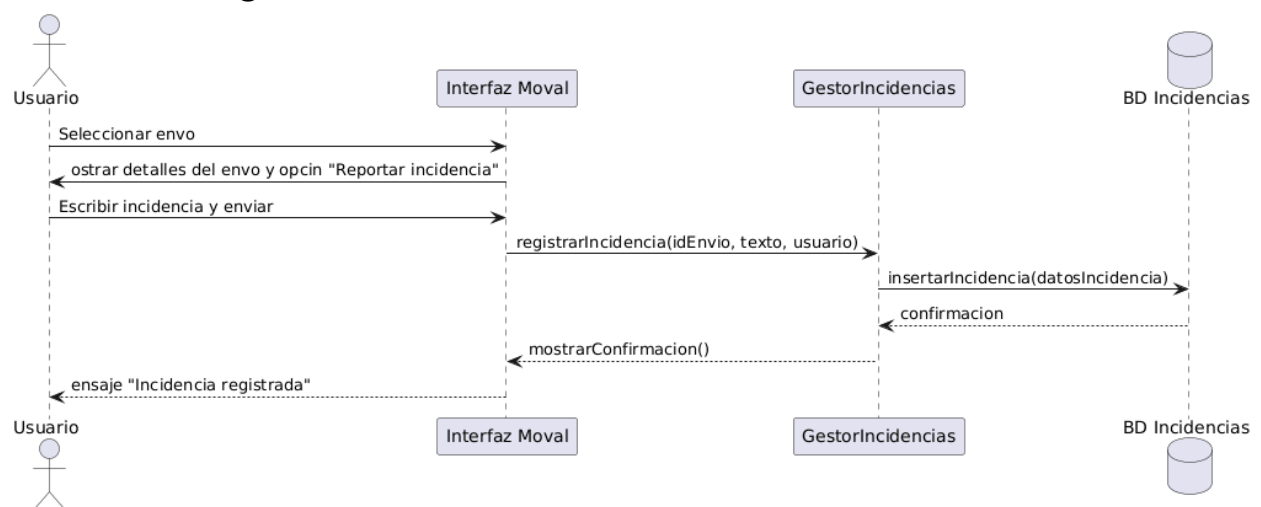 Usuario
Interfaz Moval
GestorIncidencias
BD Incidencias
Seleccionar envo
ostrar detalles del envo y opcin "Reportar incidencia"
Escribir incidencia y enviar
registrarIncidencia(idEnvio, texto, usuario)
insertarIncidencia(datosIncidencia)
confirmacion
mostrarConfirmacion()
ensaje "Incidencia registrada"
Usuario
Interfaz Moval
GestorIncidencias
BD Incidencias